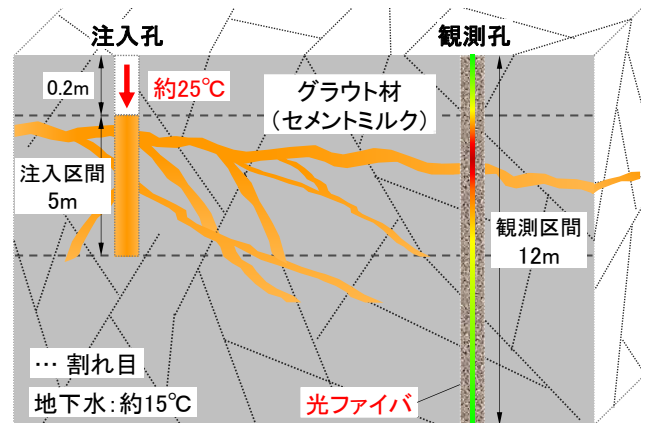 注入孔
観測孔
0.2m
約25℃
グラウト材
（セメントミルク）
注入区間
5m
観測区間
12m
… 割れ目
地下水：約15℃
光ファイバ